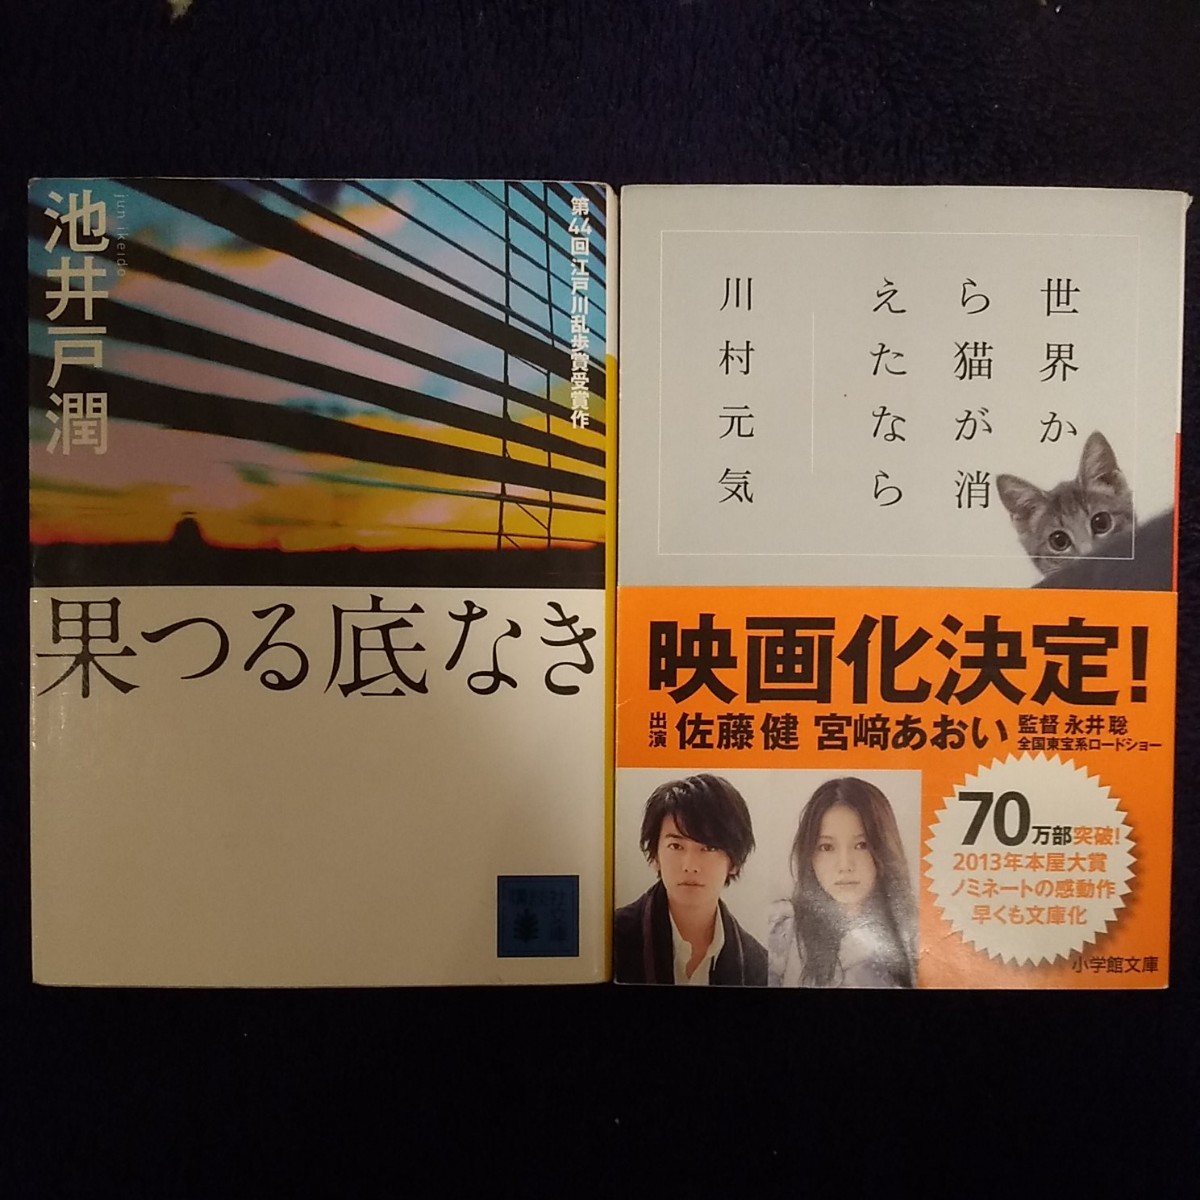 池井戸潤
jun ikeido
第44回江戸川乱歩賞受賞作
果つる底なき
講談社文庫
世界か
ら猫が消
えたなら
川村元気
映画化決定!
出演 佐藤健 宮﨑あおい 監督 永井聡
全国東宝系ロードショー
70万部突破!
2013年本屋大賞
ノミネートの感動作
早くも文庫化
小学館文庫